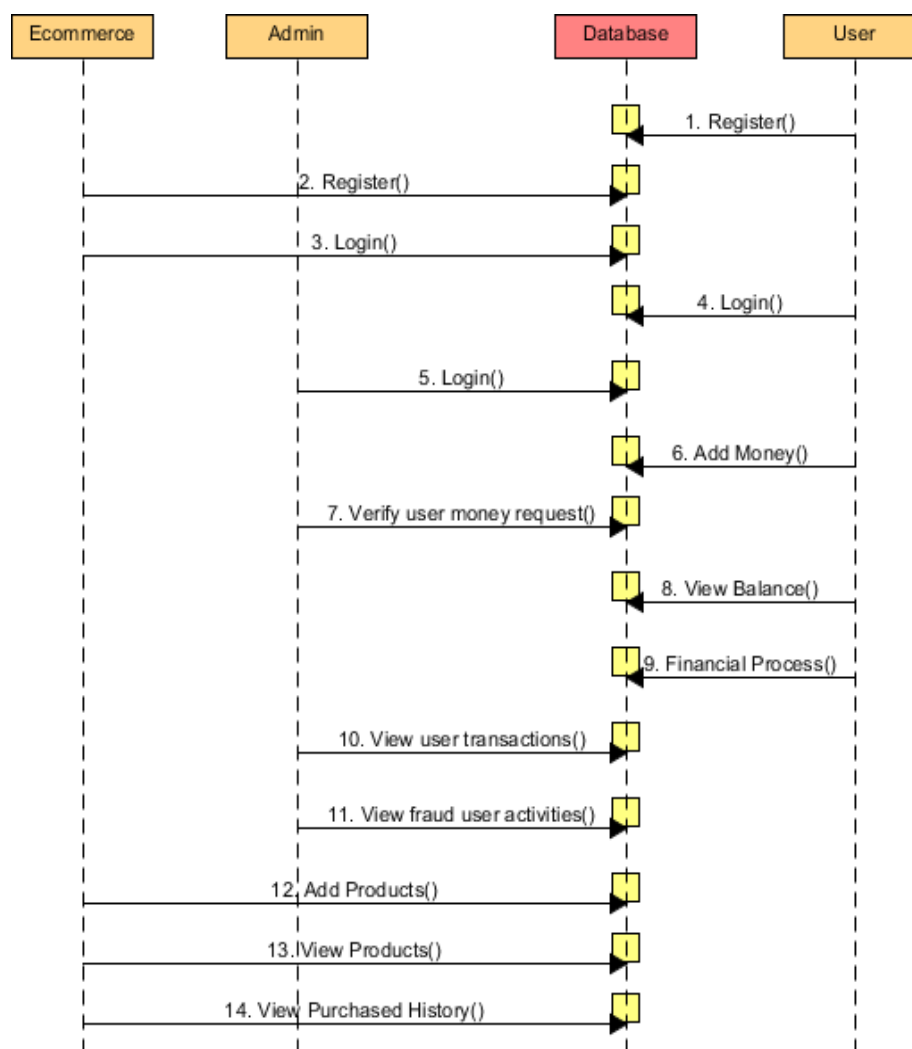 Ecommerce
Admin
Database
User
1. Register()
2. Register()
3. Login()
4. Login()
5. Login()
6. Add Money()
7. Verify user money request()
8. View Balance()
9. Financial Process()
10. View user transactions()
11. View fraud user activities()
12. Add Products()
13. View Products()
14. View Purchased History()